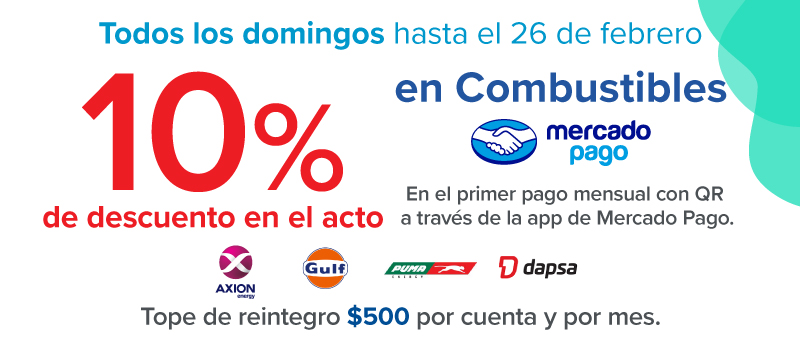 Todos los domingos hasta el 26 de febrero
10%
de descuento en el acto
en Combustibles
mercado
pago
En el primer pago mensual con QR
a través de la app de Mercado Pago.
AXION
energy
Gulf
PUMA
ENERGY
dapsa
Tope de reintegro $500 por cuenta y por mes.